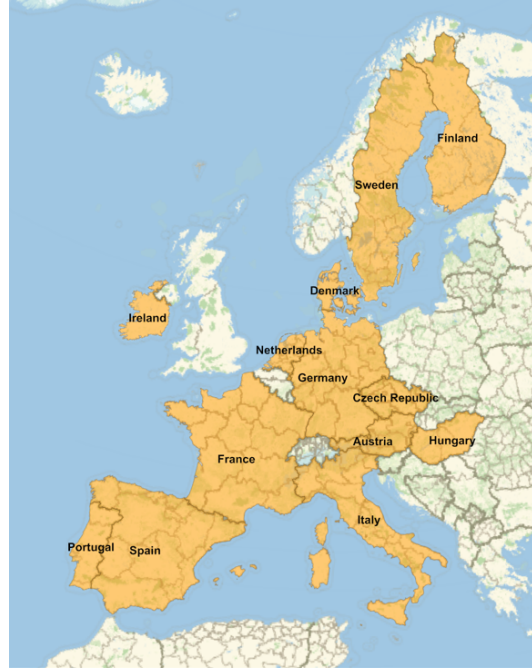 Finland
Sweden
Denmark
Ireland
Netherlands
Germany
Czech Republic
Austria
Hungary
France
Italy
Portugal
Spain